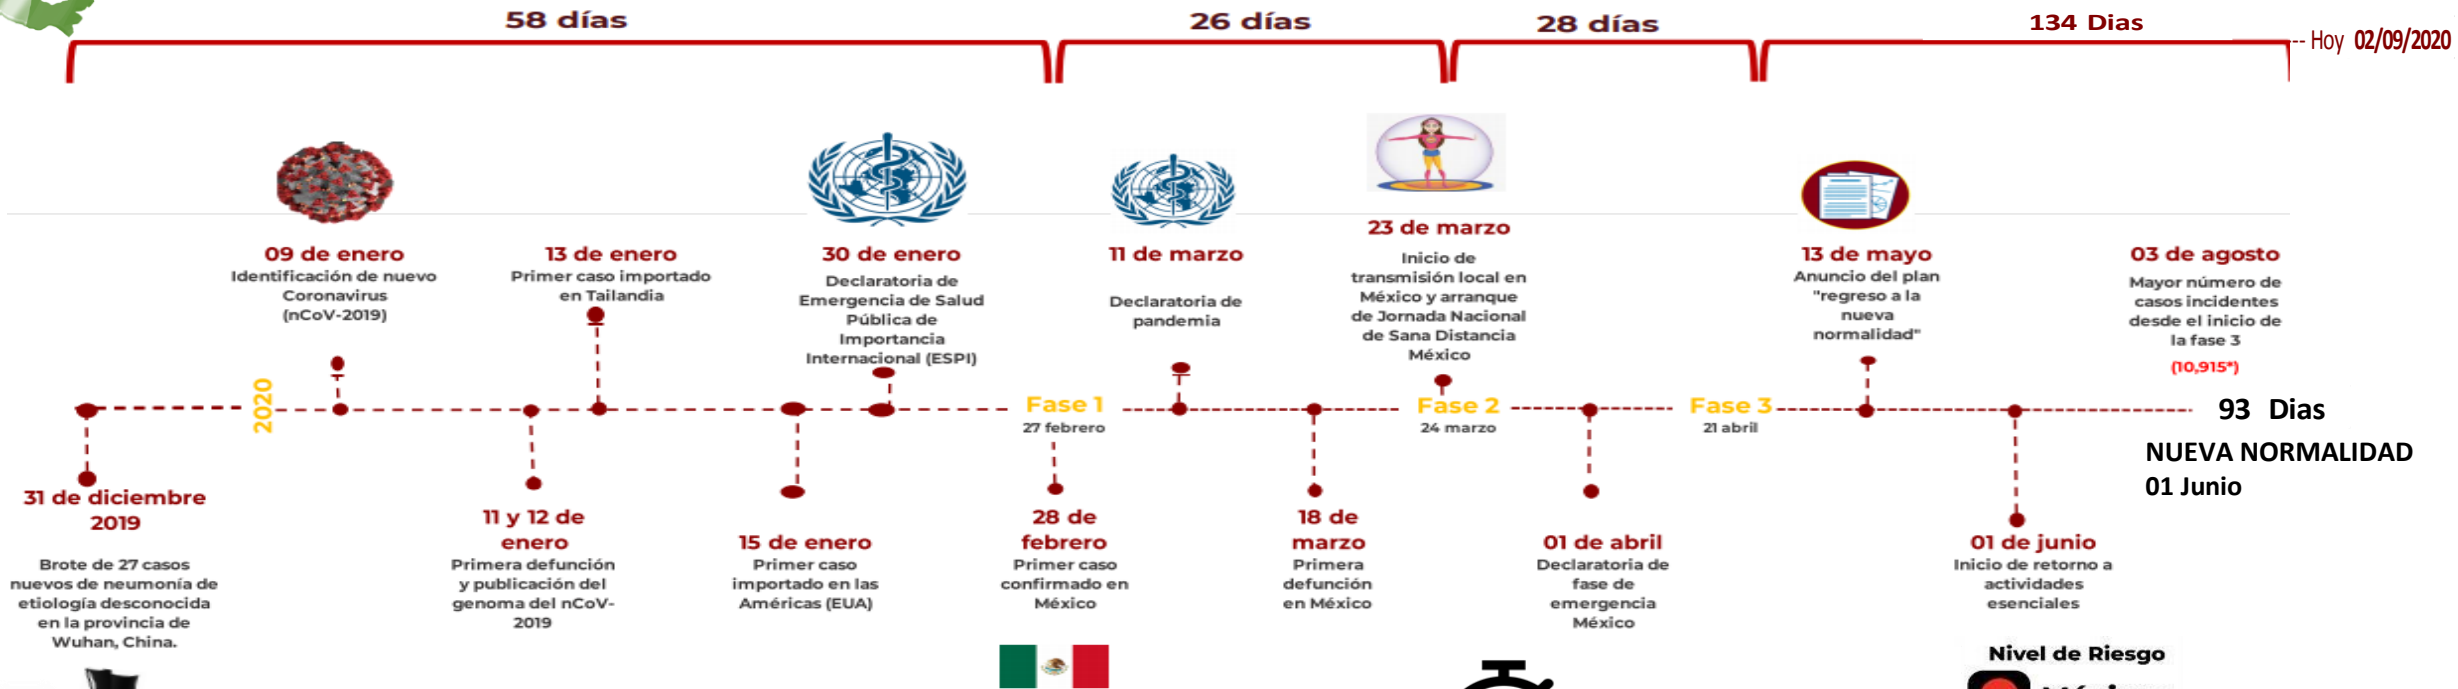 58 días
26 días
28 días
134 Dias
-- Hoy 02/09/2020
09 de enero
Identificación de nuevo
Coronavirus
(nCoV-2019)
13 de enero
Primer caso importado
en Tailandia
30 de enero
Declaratoria de
Emergencia de Salud
Pública de
Importancia
Internacional (ESPI)
11 de marzo
Declaratoria de
pandemia
23 de marzo
Inicio de
transmisión local en
México y arranque
de Jornada Nacional
de Sana Distancia
México
13 de mayo
Anuncio del plan
"regreso a la
nueva
normalidad"
03 de agosto
Mayor número de
casos incidentes
desde el inicio de
la fase 3
(10,915*)
2020
Fase 1
27 febrero
Fase 2
24 marzo
Fase 3
21 abril
93 Dias
NUEVA NORMALIDAD
01 Junio
31 de diciembre
2019
Brote de 27 casos
nuevos de neumonía de
etiología desconocida
en la provincia de
Wuhan, China.
11 y 12 de
enero
Primera defunción
y publicación del
genoma del nCoV-
2019
15 de enero
Primer caso
importado en las
Américas (EUA)
28 de
febrero
Primer caso
confirmado en
México
18 de
marzo
Primera
defunción
en México
01 de abril
Declaratoria de
fase de
emergencia
México
01 de junio
Inicio de retorno a
actividades
esenciales
Nivel de Riesgo